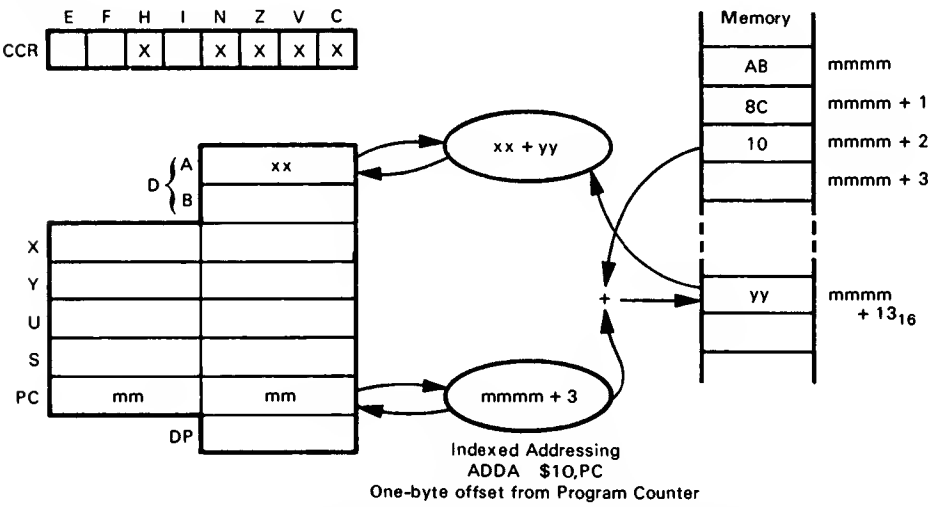 E F H I N Z V C
CCR X X X X X
Memory
AB mmmm
8C mmmm + 1
10 mmmm + 2
mmmm + 3
D { A xx
B
xx + yy
X
Y
U
S
PC mm mm
DP
mmmm + 3
+
yy mmmm
+ 13₁₆
Indexed Addressing
ADDA $10,PC
One-byte offset from Program Counter